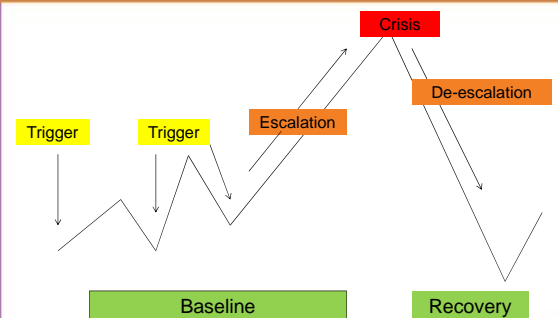 Crisis
De-escalation
Escalation
Trigger
Trigger
Baseline
Recovery